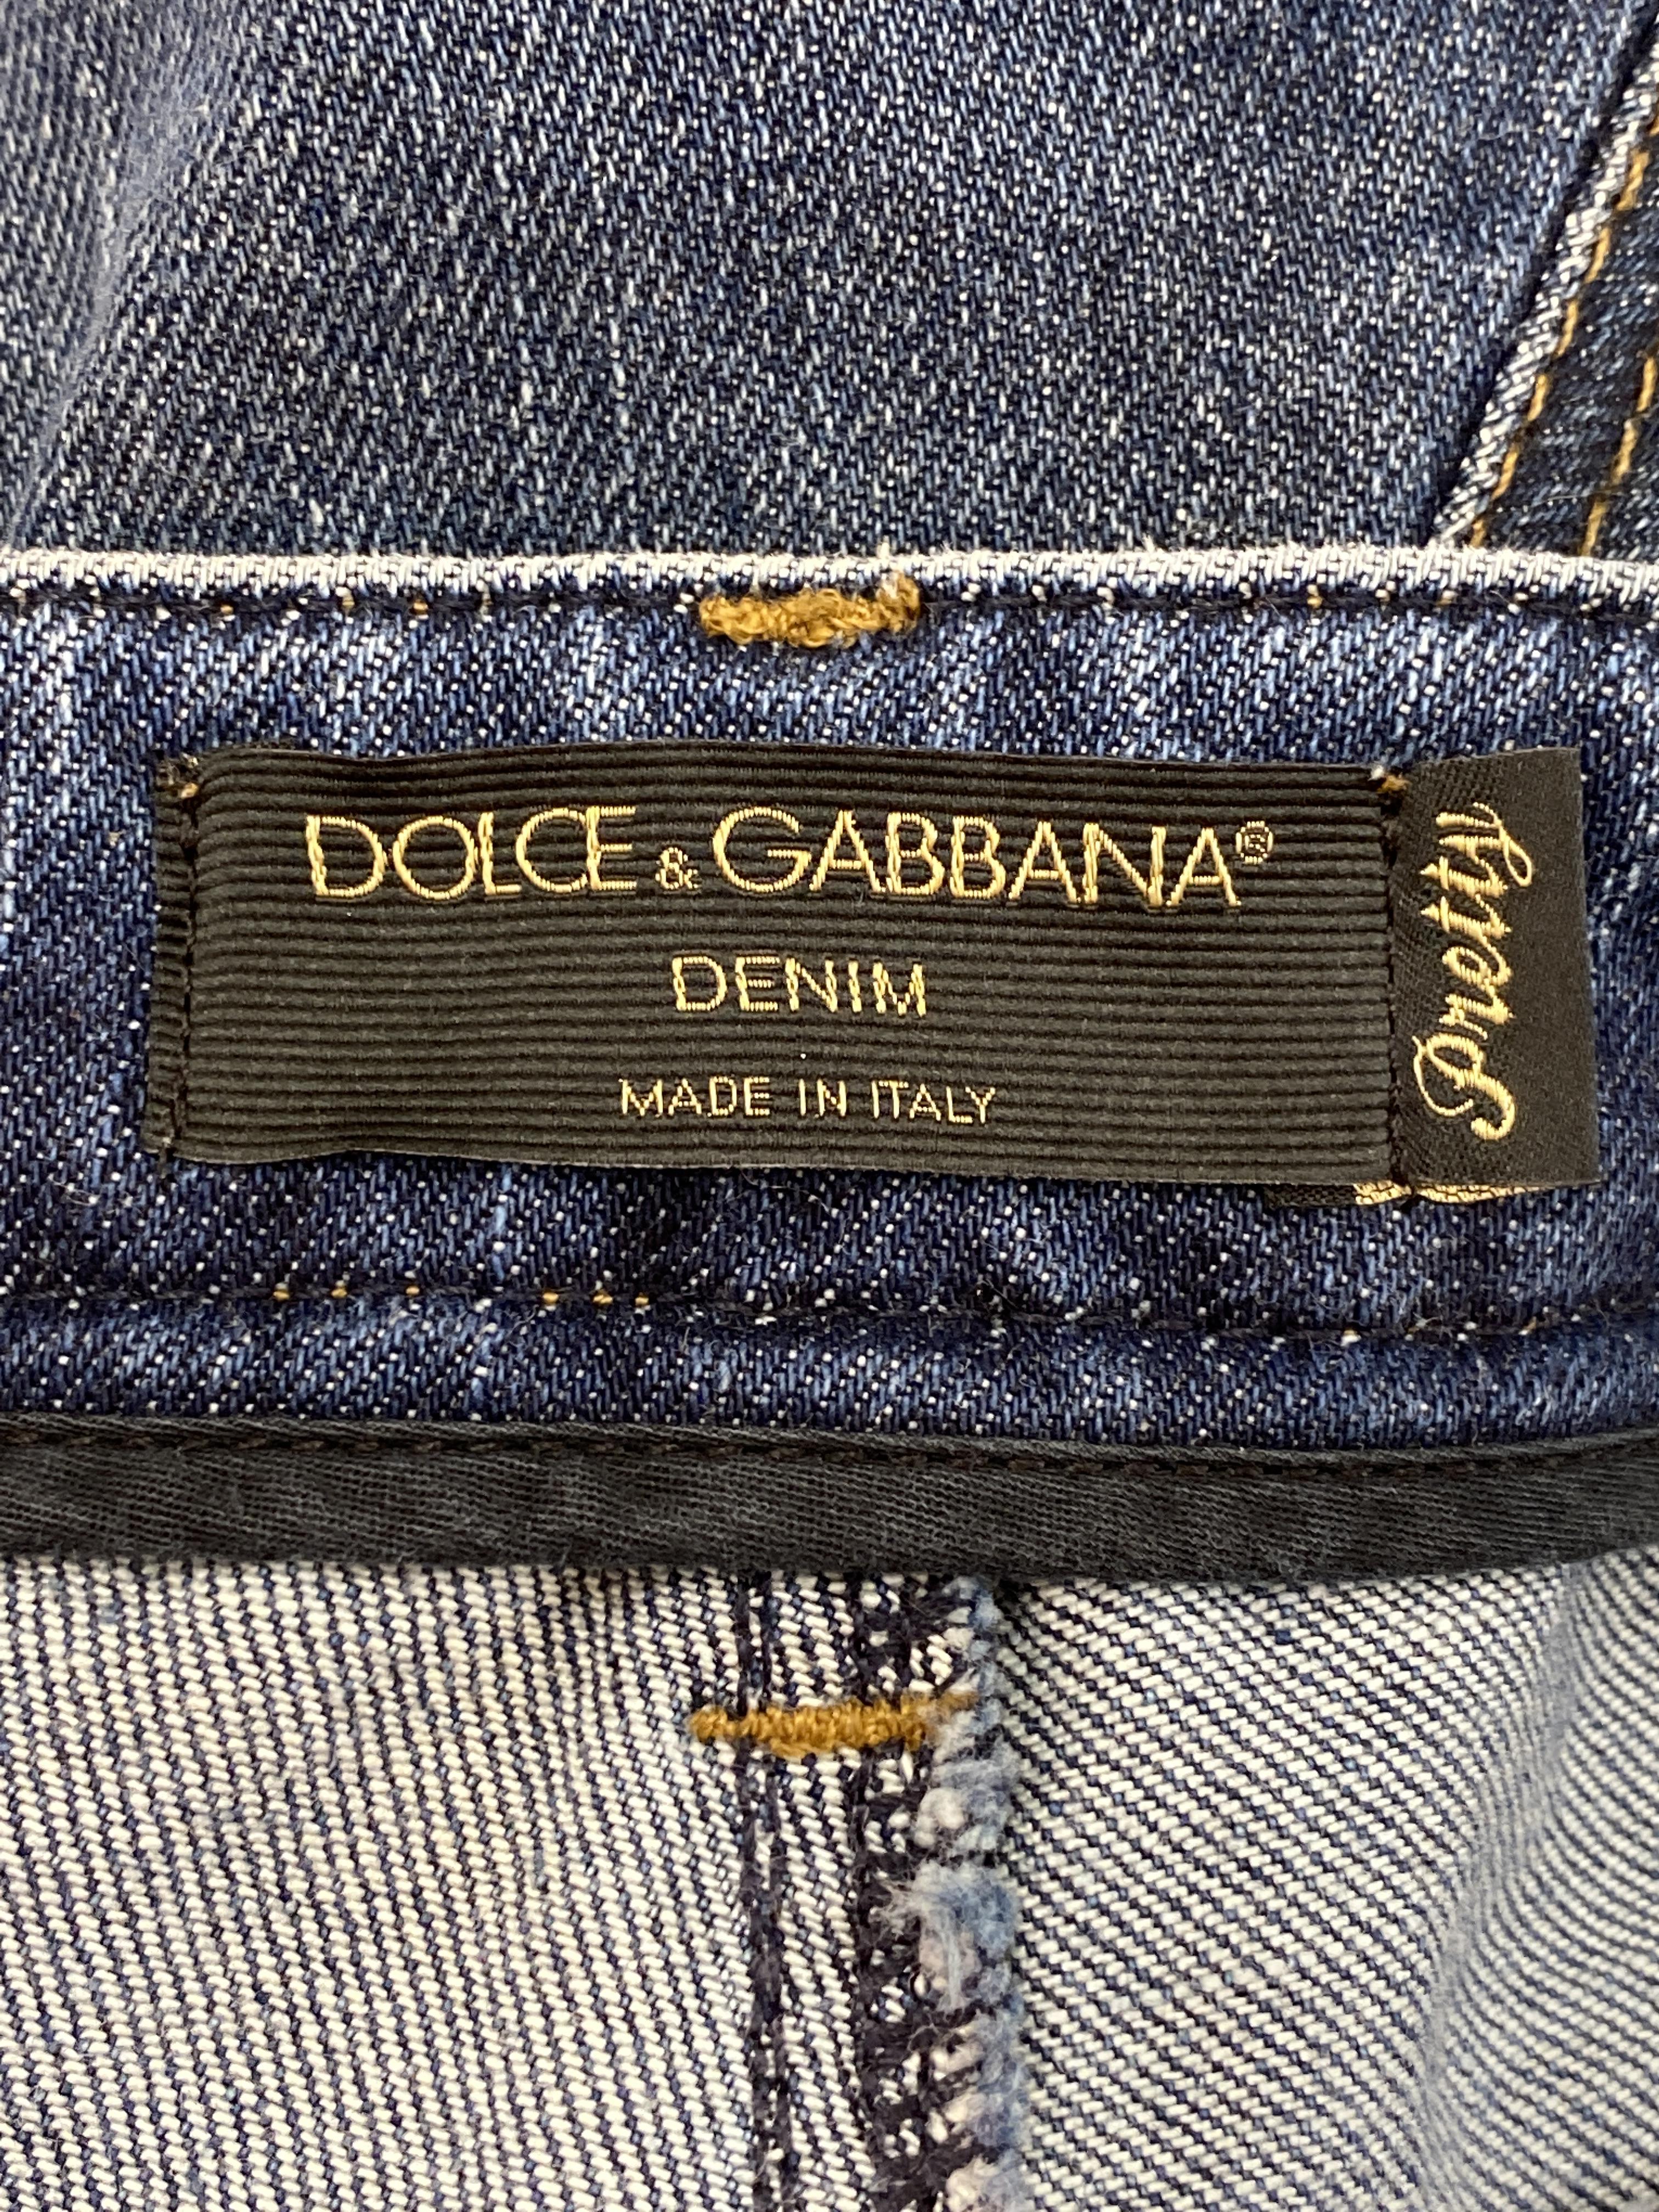 DOLCE & GABBANA®
DENIM
MADE IN ITALY
Pretty